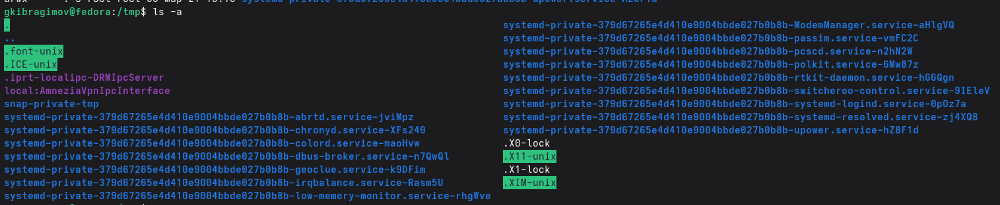 gkibragimov@fedora:/tmp$ ls -a
. systemd-private-379d67265e4d410e9004bbde027b0b8b-ModemManager.service-aHlgVQ
.. systemd-private-379d67265e4d410e9004bbde027b0b8b-passim.service-vmFC2C
.font-unix systemd-private-379d67265e4d410e9004bbde027b0b8b-pcscd.service-n2hN2W
.ICE-unix systemd-private-379d67265e4d410e9004bbde027b0b8b-polkit.service-6Mw87z
.iprt-localipc-DRMIpcServer systemd-private-379d67265e4d410e9004bbde027b0b8b-rtkit-daemon.service-hGGQgn
local:AmneziaVpnIpcInterface systemd-private-379d67265e4d410e9004bbde027b0b8b-switcheroo-control.service-9IEleV
snap-private-tmp systemd-private-379d67265e4d410e9004bbde027b0b8b-systemd-logind.service-0pOz7a
systemd-private-379d67265e4d410e9004bbde027b0b8b-abrtd.service-jviMpz systemd-private-379d67265e4d410e9004bbde027b0b8b-systemd-resolved.service-zj4XQ8
systemd-private-379d67265e4d410e9004bbde027b0b8b-chronyd.service-XFs249 systemd-private-379d67265e4d410e9004bbde027b0b8b-upower.service-hZ8F1d
systemd-private-379d67265e4d410e9004bbde027b0b8b-colord.service-maoHvw .X0-lock
systemd-private-379d67265e4d410e9004bbde027b0b8b-dbus-broker.service-n7QwQl .X11-unix
systemd-private-379d67265e4d410e9004bbde027b0b8b-geoclue.service-k9DFim .X1-lock
systemd-private-379d67265e4d410e9004bbde027b0b8b-irqbalance.service-Rasm5U .XIM-unix
systemd-private-379d67265e4d410e9004bbde027b0b8b-low-memory-monitor.service-rhgWve